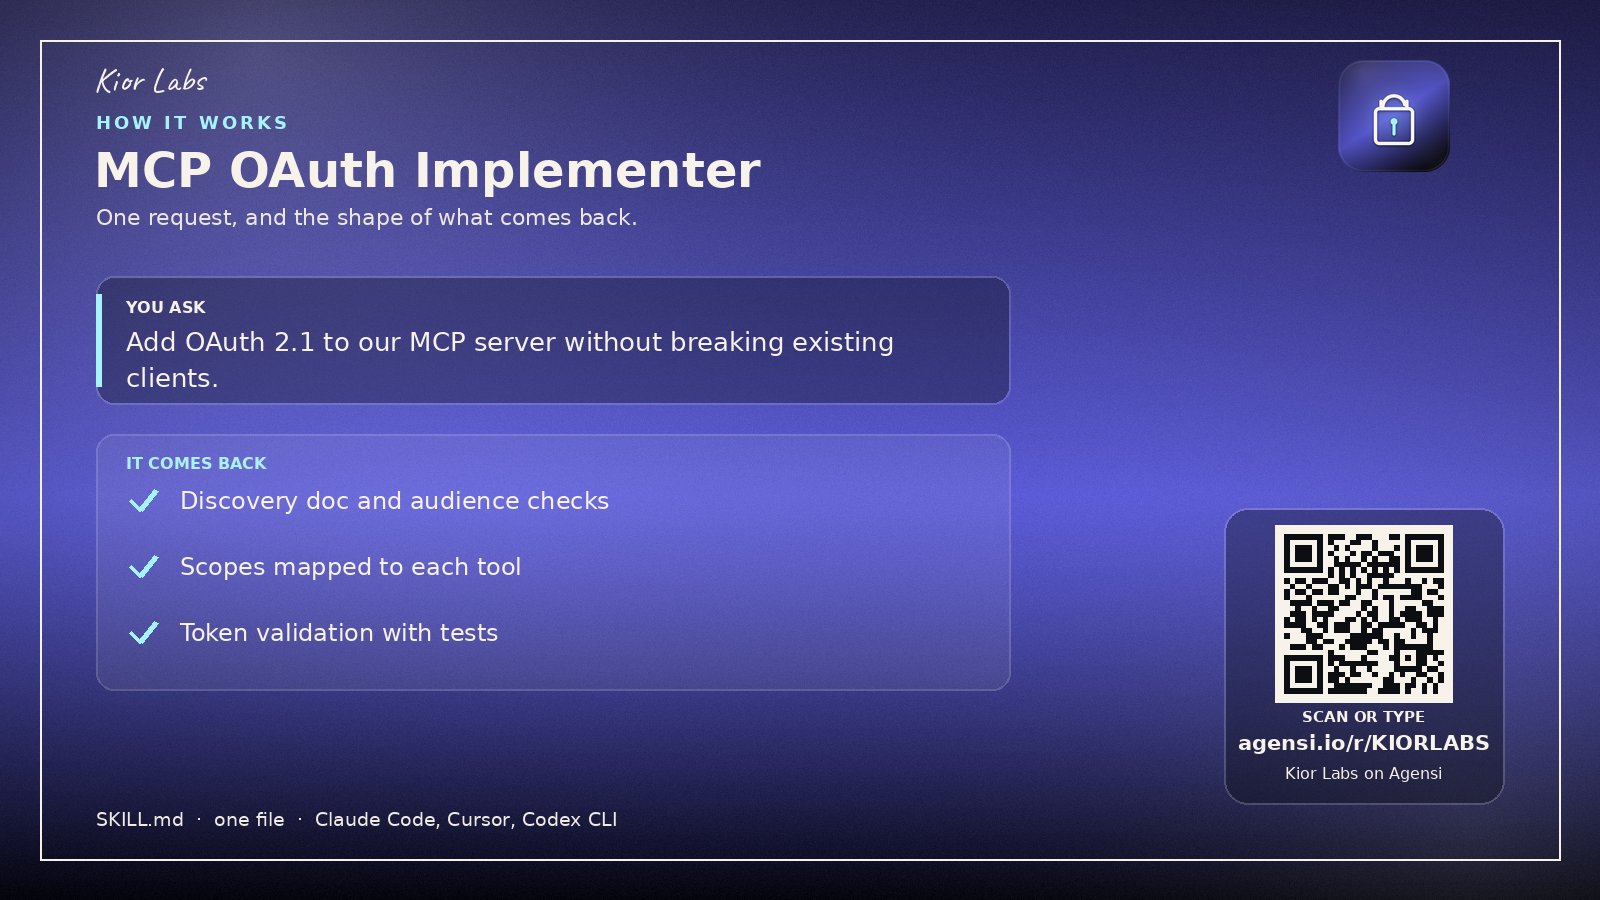 Kior Labs
HOW IT WORKS
MCP OAuth Implementer
One request, and the shape of what comes back.
YOU ASK
Add OAuth 2.1 to our MCP server without breaking existing
clients.
IT COMES BACK
Discovery doc and audience checks
Scopes mapped to each tool
Token validation with tests
SCAN OR TYPE
agensi.io/r/KIORLABS
Kior Labs on Agensi
SKILL.md · one file · Claude Code, Cursor, Codex CLI